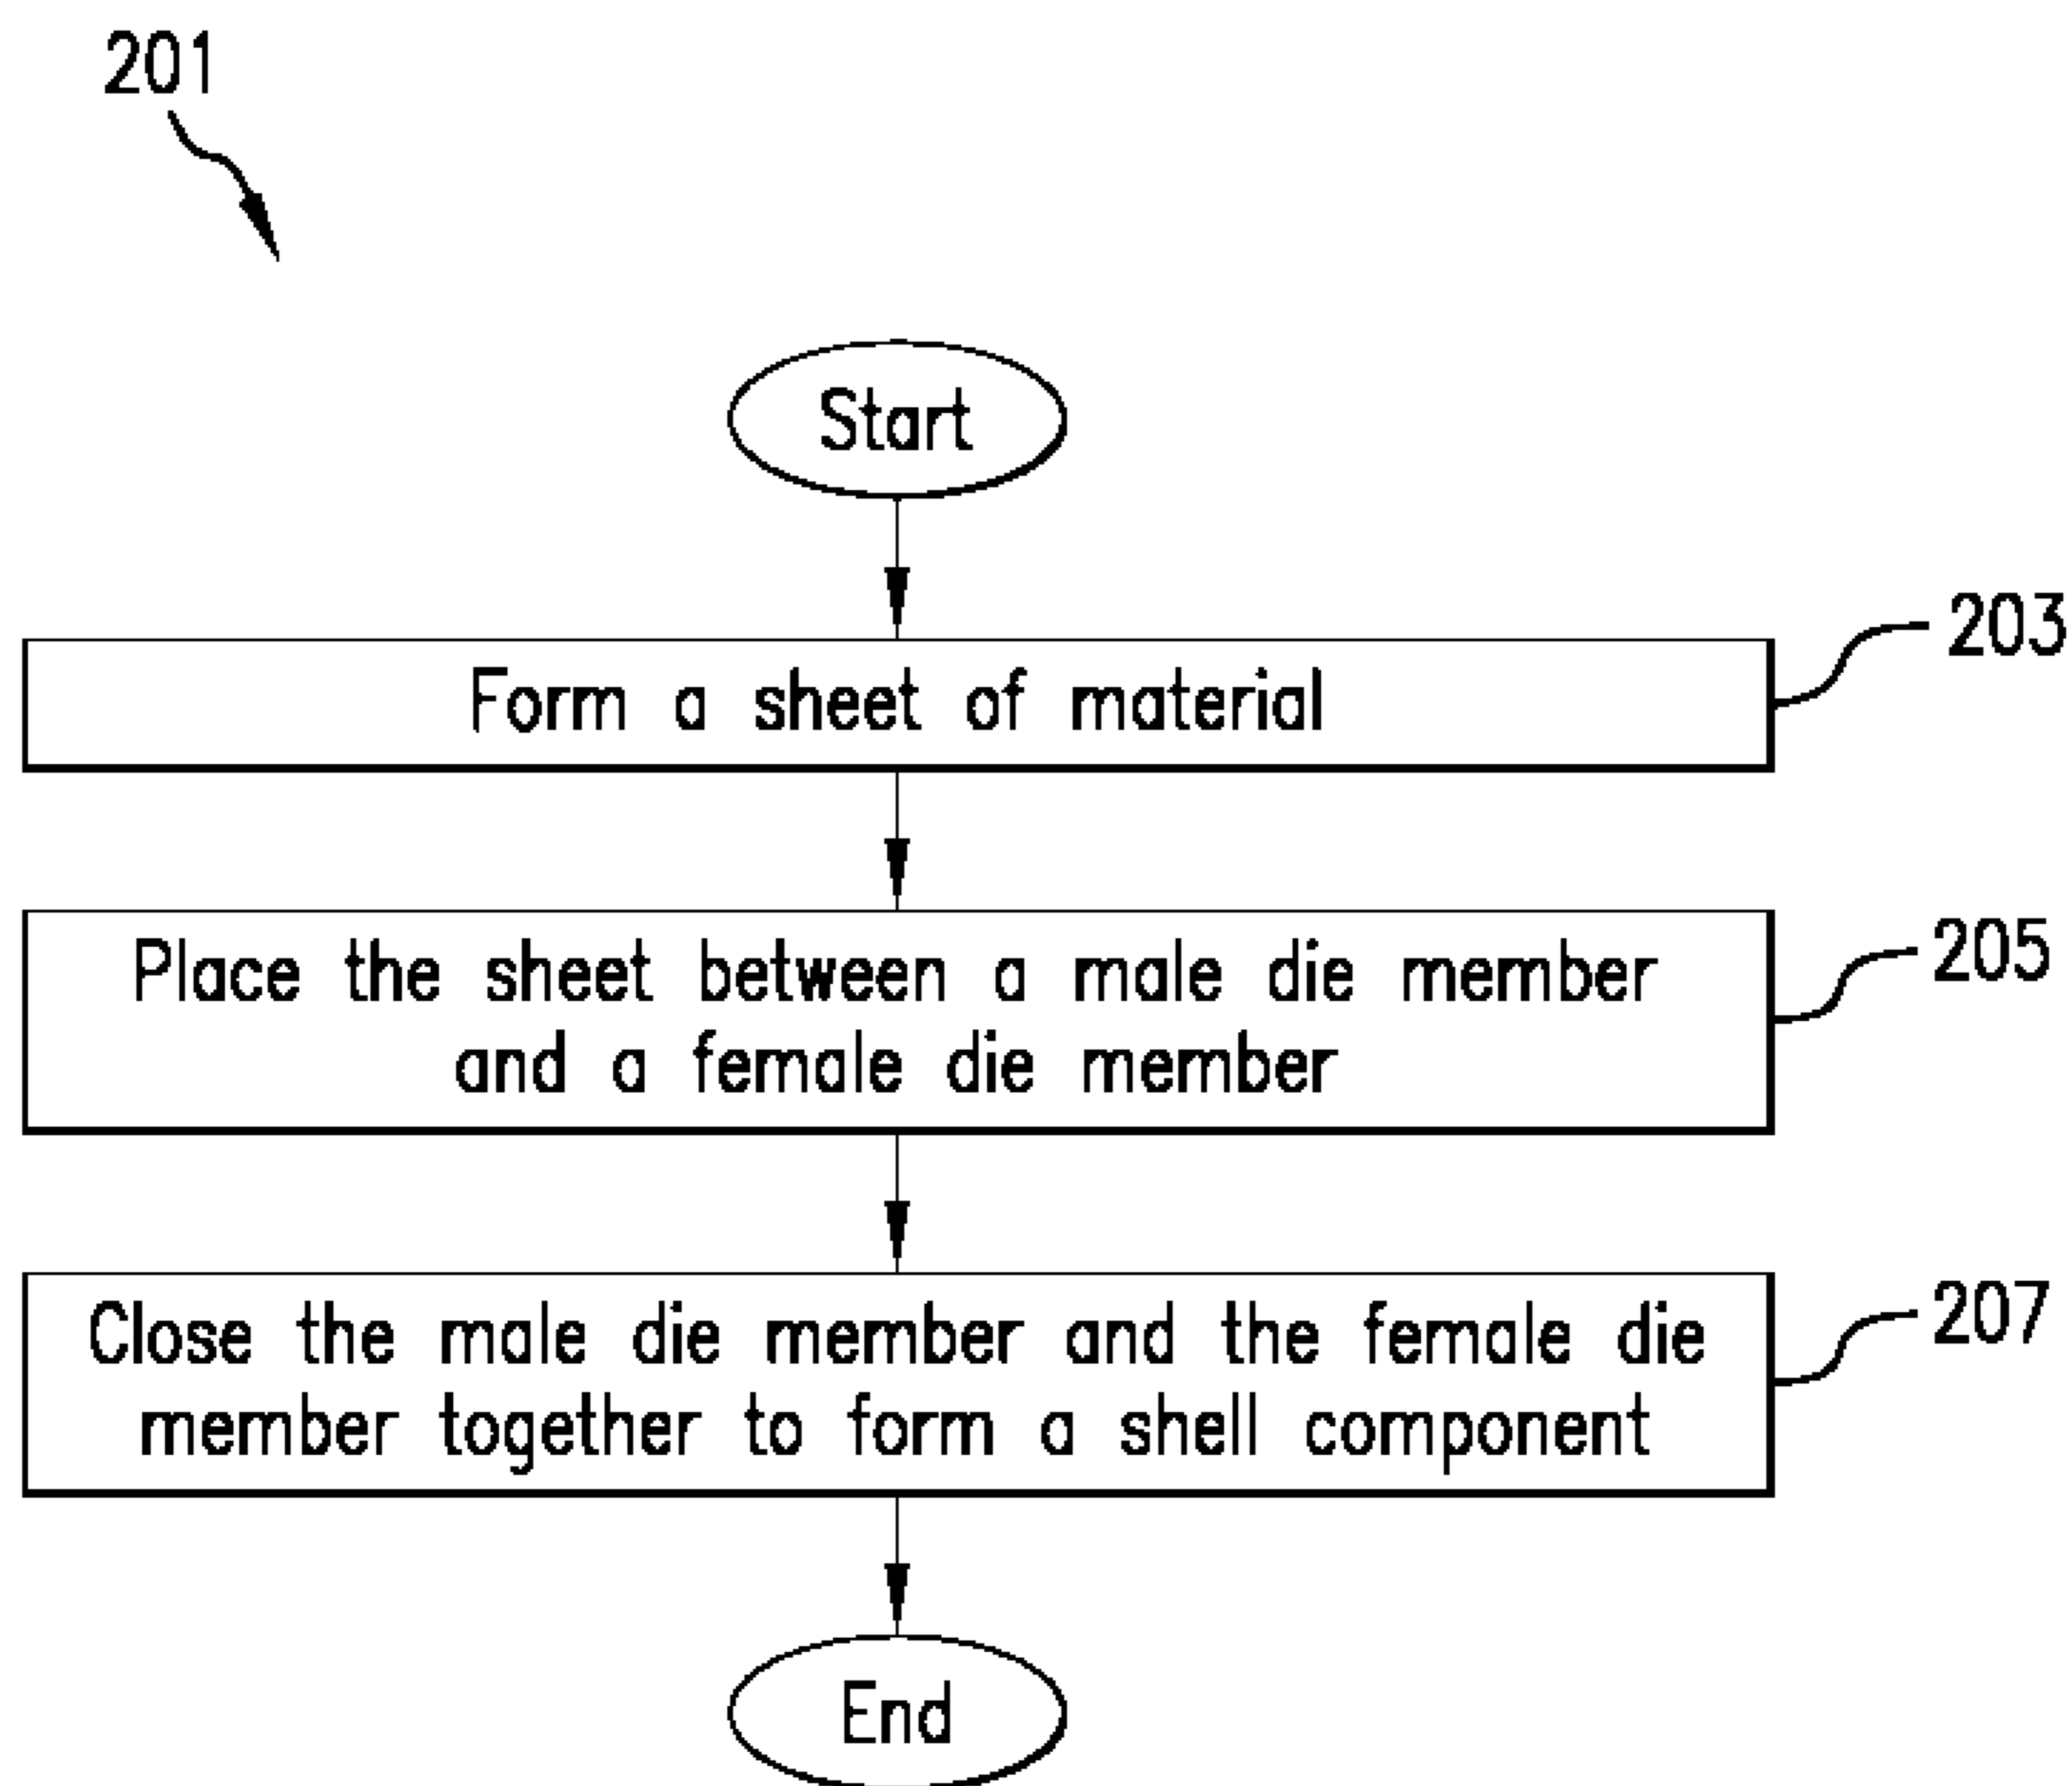 201
Start
203
Form a sheet of material
205
Place the sheet between a male die member
and a female die member
207
Close the male die member and the female die
member together to form a shell component
End